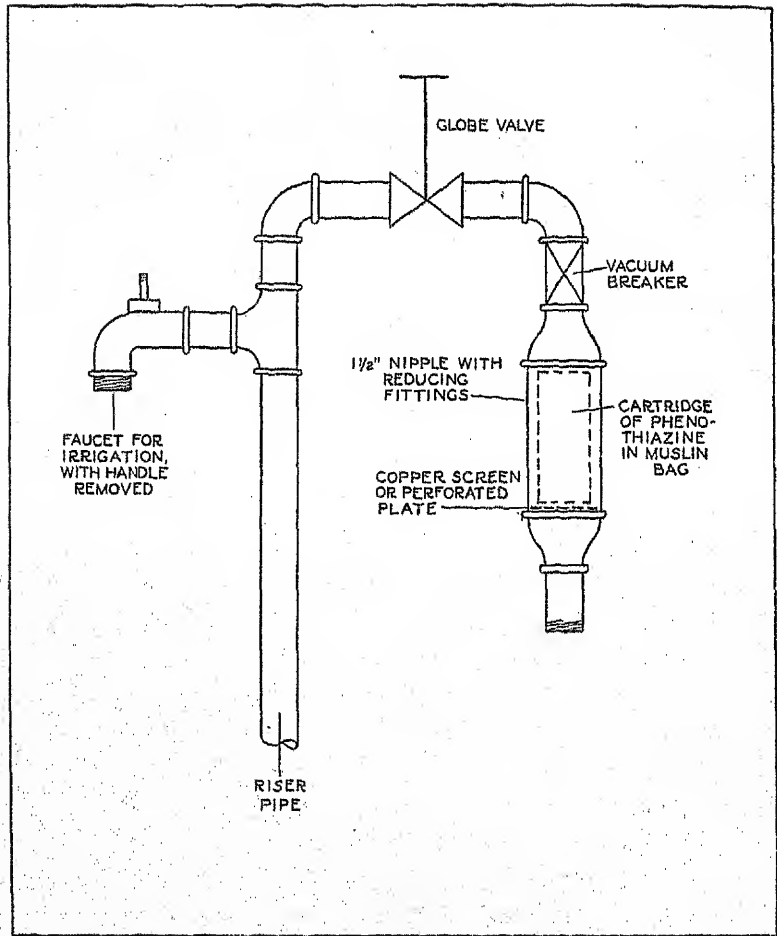 GLOBE VALVE
VACUUM
BREAKER
1½" NIPPLE WITH
REDUCING
FITTINGS
CARTRIDGE
OF PHENO-
THIAZINE
IN MUSLIN
BAG
FAUCET FOR
IRRIGATION,
WITH HANDLE
REMOVED
COPPER SCREEN
OR PERFORATED
PLATE
RISER
PIPE